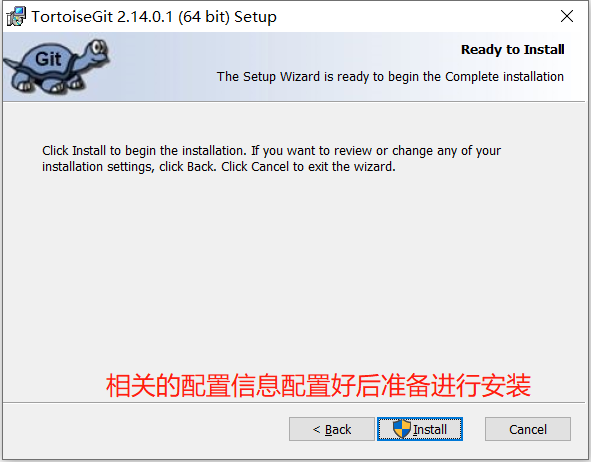 TortoiseGit 2.14.0.1 (64 bit) Setup
Git
Ready to Install
The Setup Wizard is ready to begin the Complete installation
Click Install to begin the installation. If you want to review or change any of your
installation settings, click Back. Click Cancel to exit the wizard.
相关的配置信息配置好后准备进行安装
< Back
Install
Cancel